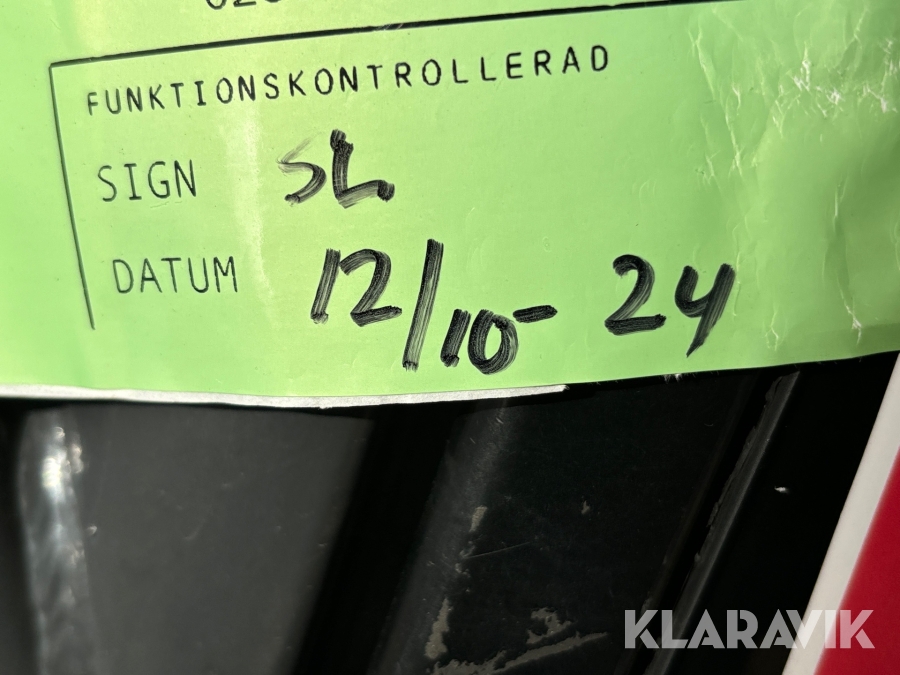 FUNKTIONSKONTROLLERAD
SIGN SL
DATUM 12/10-24
KLARAVIK